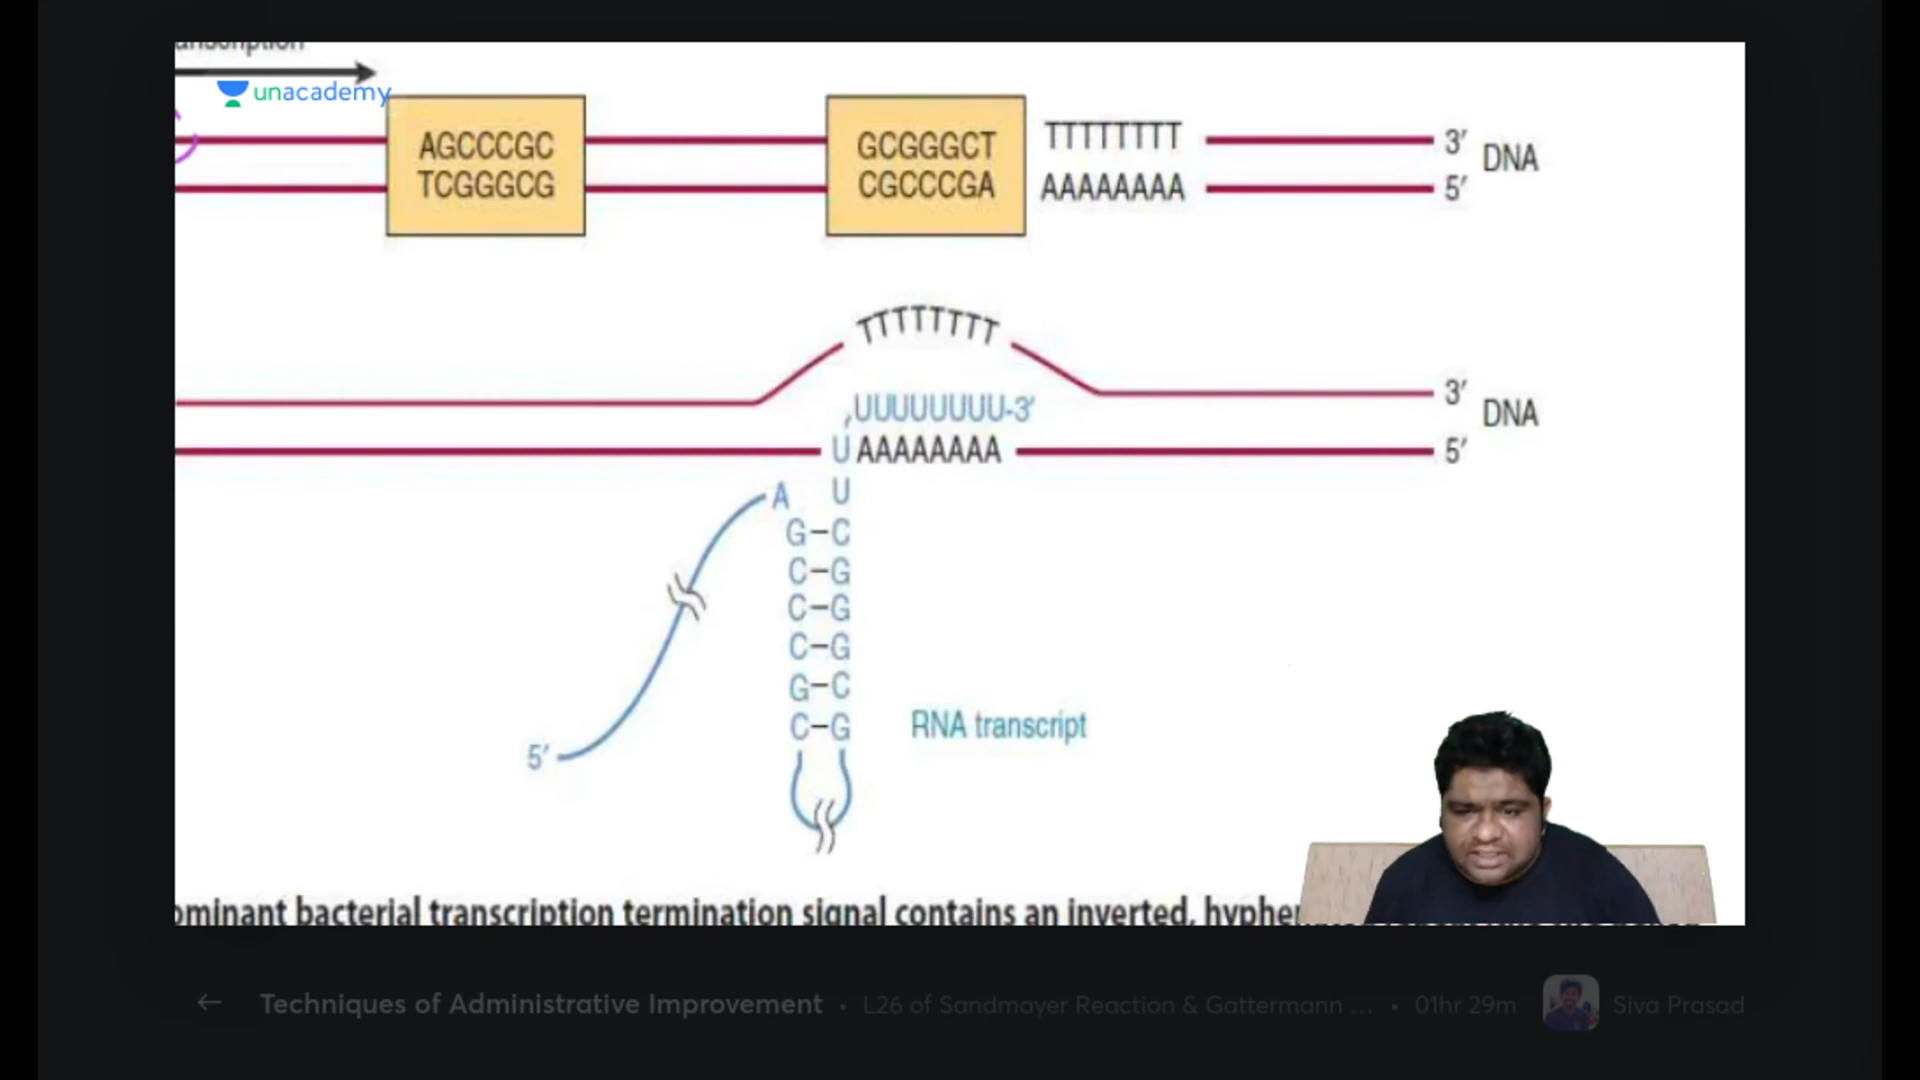 unacademy
AGCCCGC
TCGGGCG
GCGGGCT
CGCCCGA
TTTTTTTT
AAAAAAAA
3′
5′
DNA
TTTTTTTT
UUUUUUUU-3′
UAAAAAAAA
3′
5′
DNA
A U
G–C
C–G
C–G
C–G
G–C
C–G
5′
RNA transcript
bacterial transcription termination signal contains an inverted,
Techniques of Administrative Improvement • L26 of Sandmayer Reaction & Gattermann ... • 01hr 29m Siva Prasad